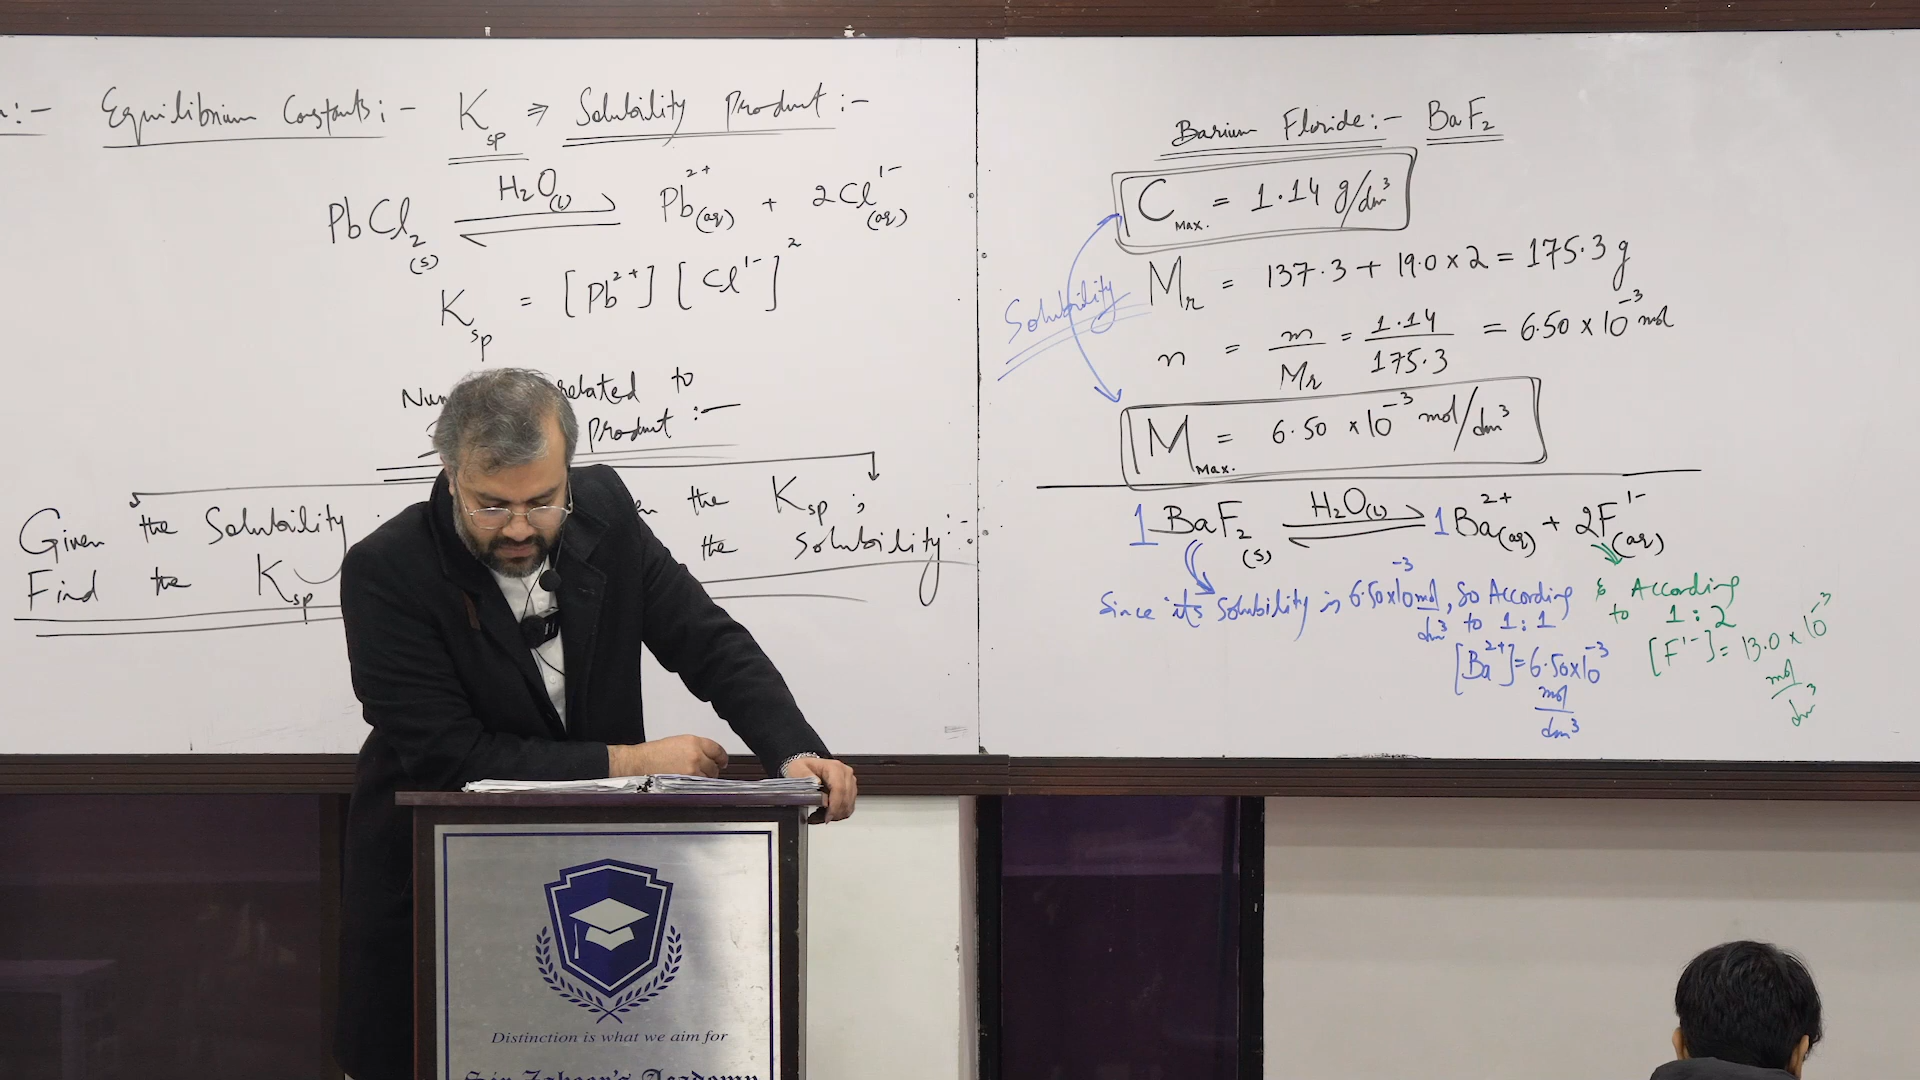 :- Equilibrium Constants:- Ksp ⇒ Solubility Product:-
PbCl₂(s) ⇌ H₂O(l) Pb²⁺(aq) + 2Cl¹⁻(aq)
Ksp = [Pb²⁺][Cl¹⁻]²
related to
Product:-
Given the Solubility
the Ksp;
Find the Ksp
the Solubility:-
Barium Floride:- BaF₂
Cmax. = 1.14 g/dm³
Solubility
Mr = 137.3 + 19.0 x 2 = 175.3 g
n = m/Mr = 1.14/175.3 = 6.50 x 10⁻³ mol
Mmax. = 6.50 x 10⁻³ mol/dm³
1 BaF₂(s) ⇌ H₂O(l) 1 Ba²⁺(aq) + 2F¹⁻(aq)
Since it's Solubility is 6.50x10⁻³ mol/dm³, So According to 1:1
[Ba²⁺] = 6.50x10⁻³ mol/dm³
& According to 1:2
[F¹⁻] = 13.0 x 10⁻³ mol/dm³
Distinction is what we aim for
Sir Zaheer's Academy